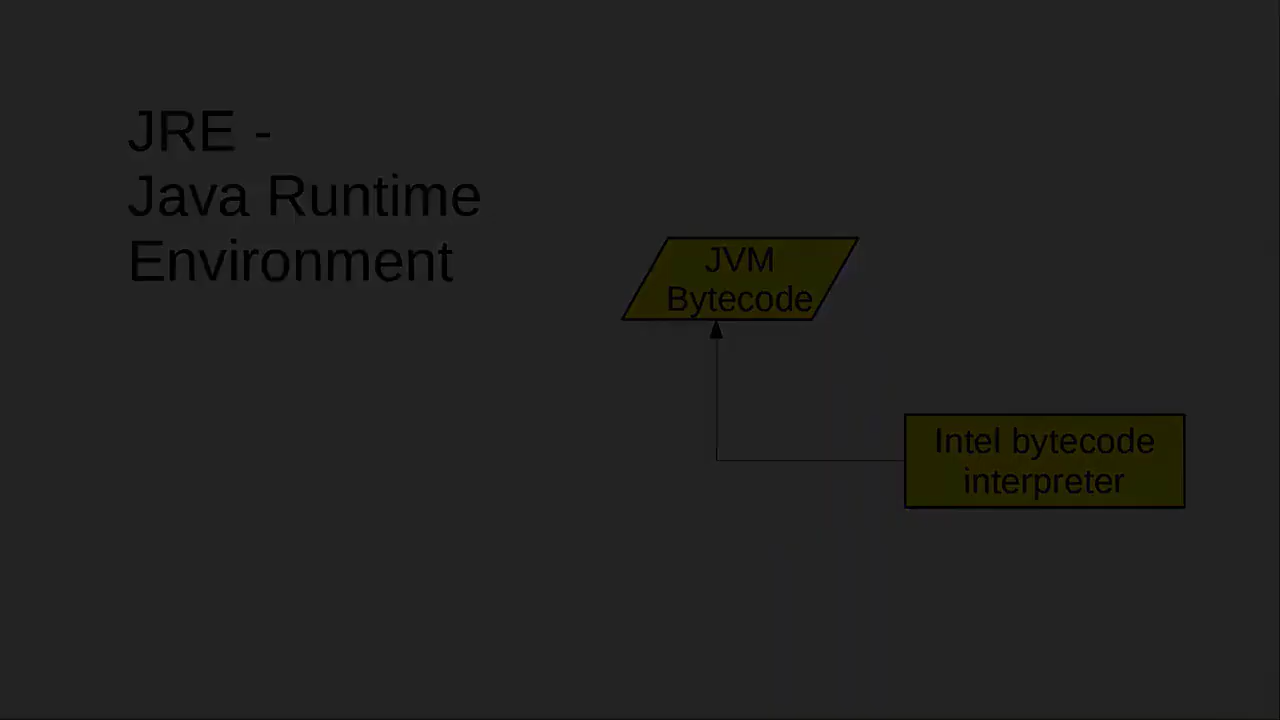 JRE -
Java Runtime
Environment
JVM
Bytecode
Intel bytecode
interpreter